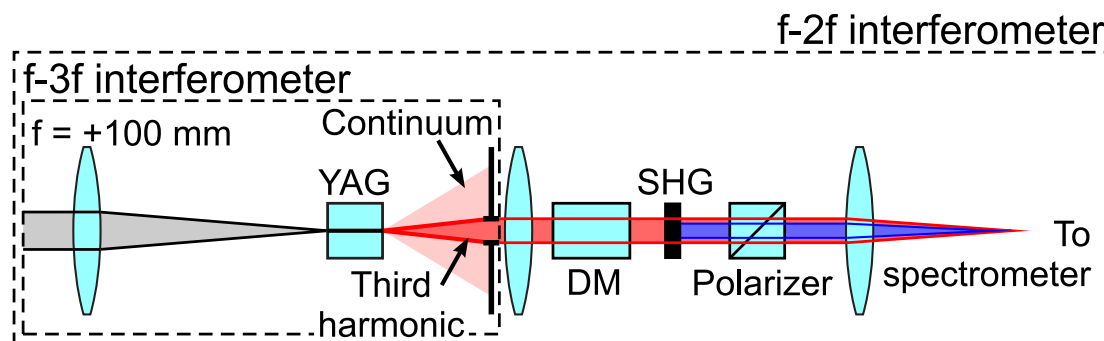 f-2f interferometer
f-3f interferometer
f = +100 mm
Continuum
YAG
SHG
Third
harmonic
DM
Polarizer
To
spectrometer